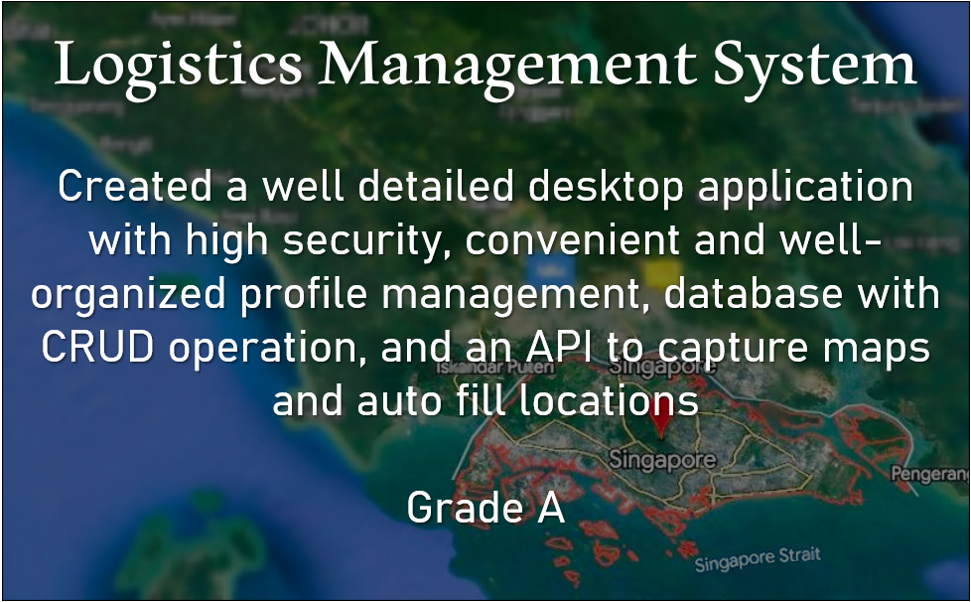 Logistics Management System
Created a well detailed desktop application
with high security, convenient and well-
organized profile management, database with
CRUD operation, and an API to capture maps
Iskandar Puteri
Singapore
and auto fill locations
Singapore
Pengerang
Grade A
Singapore Strait